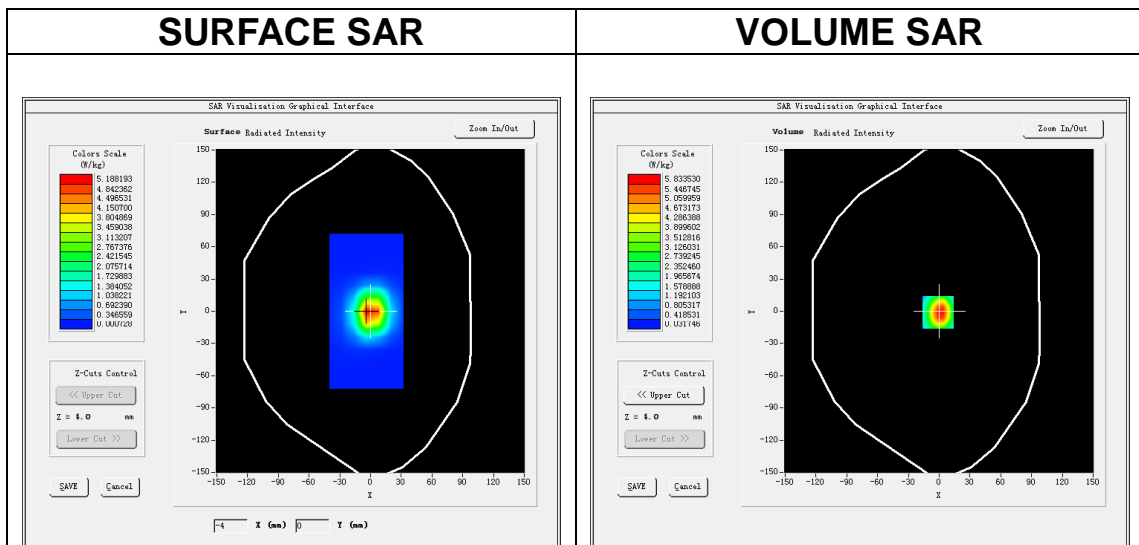 SURFACE SAR
VOLUME SAR
SAR Visualisation Graphical Interface
Surface Radiated Intensity
Zoom In/Out
Colors Scale
(W/kg)
5.188193
4.842362
4.496531
4.150700
3.804869
3.459038
3.113207
2.767376
2.421545
2.075714
1.729883
1.384052
1.038221
0.692390
0.346559
0.000728
Z-Cuts Control
<< Upper Cut
Z = 4.0 mm
Lower Cut >>
SAVE Cancel
150
120
90
60
30
0
-30
-60
-90
-120
-150
Y
-150 -120 -90 -60 -30 0 30 60 90 120 150
X
-4 X (mm) 0 Y (mm)
SAR Visualisation Graphical Interface
Volume Radiated Intensity
Zoom In/Out
Colors Scale
(W/kg)
5.833530
5.446745
5.059959
4.673173
4.286388
3.899602
3.512816
3.126031
2.739245
2.352460
1.965674
1.578888
1.192103
0.805317
0.418531
0.031746
Z-Cuts Control
<< Upper Cut
Z = 4.0 mm
Lower Cut >>
SAVE Cancel
150
120
90
60
30
0
-30
-60
-90
-120
-150
Y
-150 -120 -90 -60 -30 0 30 60 90 120 150
X